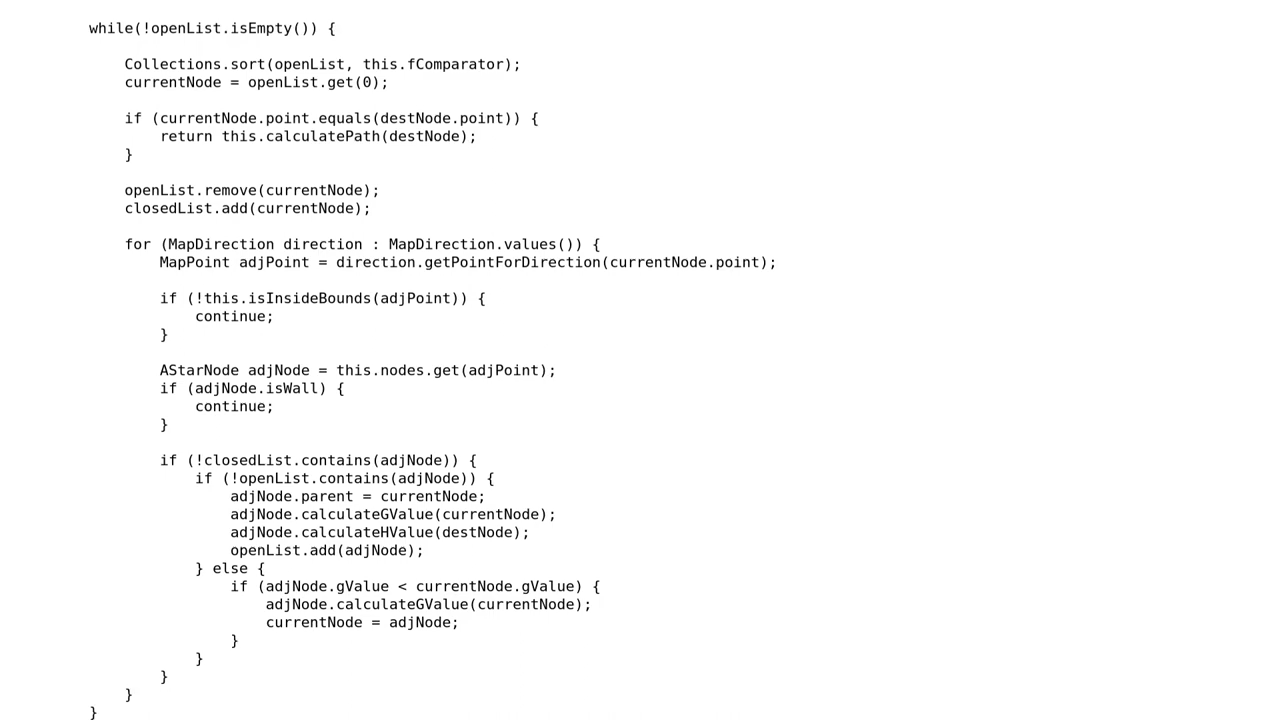 while(!openList.isEmpty()) {
Collections.sort(openList, this.fComparator);
currentNode = openList.get(0);
if (currentNode.point.equals(destNode.point)) {
return this.calculatePath(destNode);
}
openList.remove(currentNode);
closedList.add(currentNode);
for (MapDirection direction : MapDirection.values()) {
MapPoint adjPoint = direction.getPointForDirection(currentNode.point);
if (!this.isInsideBounds(adjPoint)) {
continue;
}
AStarNode adjNode = this.nodes.get(adjPoint);
if (adjNode.isWall) {
continue;
}
if (!closedList.contains(adjNode)) {
if (!openList.contains(adjNode)) {
adjNode.parent = currentNode;
adjNode.calculateGValue(currentNode);
adjNode.calculateHValue(destNode);
openList.add(adjNode);
} else {
if (adjNode.gValue < currentNode.gValue) {
adjNode.calculateGValue(currentNode);
currentNode = adjNode;
}
}
}
}
}